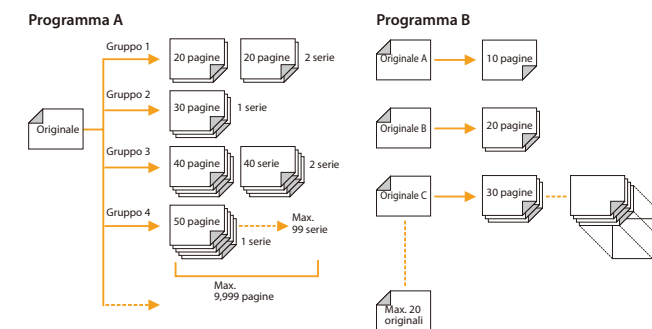 Programma A
Gruppo 1
20 pagine
20 pagine
2 serie
Gruppo 2
30 pagine
1 serie
Originale
Gruppo 3
40 pagine
40 serie
2 serie
Gruppo 4
50 pagine
1 serie
Max.
99 serie
Max.
9,999 pagine
Programma B
Originale A
10 pagine
Originale B
20 pagine
Originale C
30 pagine
Max. 20
originali